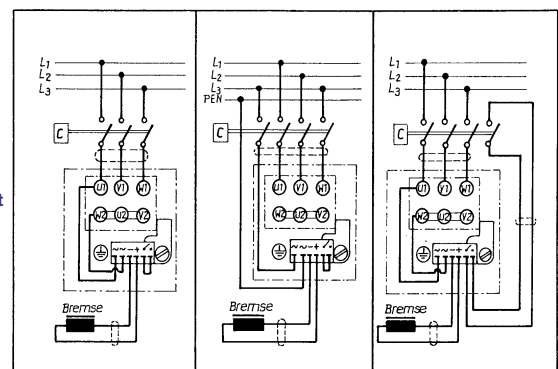 t
L1
L2
L3
C
U1 V1 W1
W2 U2 V2
~ ~ - +
Bremse
L1
L2
L3
PEN
C
U1 V1 W1
W2 U2 V2
~ ~ - +
Bremse
L1
L2
L3
C
U1 V1 W1
W2 U2 V2
~ ~ - +
Bremse